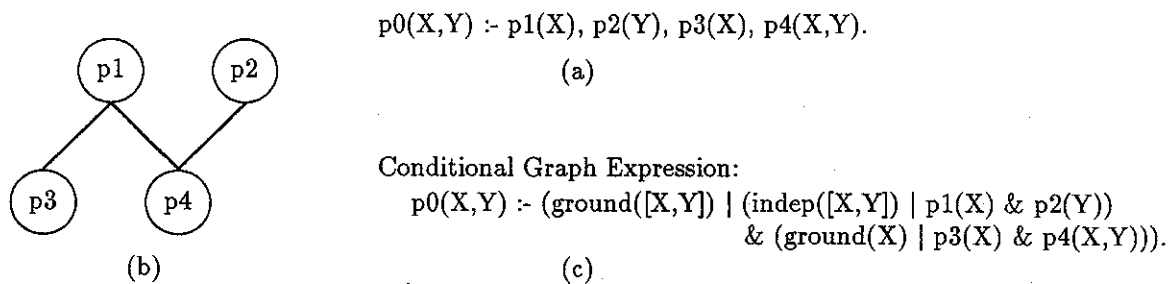 p0(X,Y) :- p1(X), p2(Y), p3(X), p4(X,Y).
(a)
p1
p2
p3
p4
(b)
Conditional Graph Expression:
p0(X,Y) :- (ground([X,Y]) | (indep([X,Y]) | p1(X) & p2(Y))
& (ground(X) | p3(X) & p4(X,Y))).
(c)